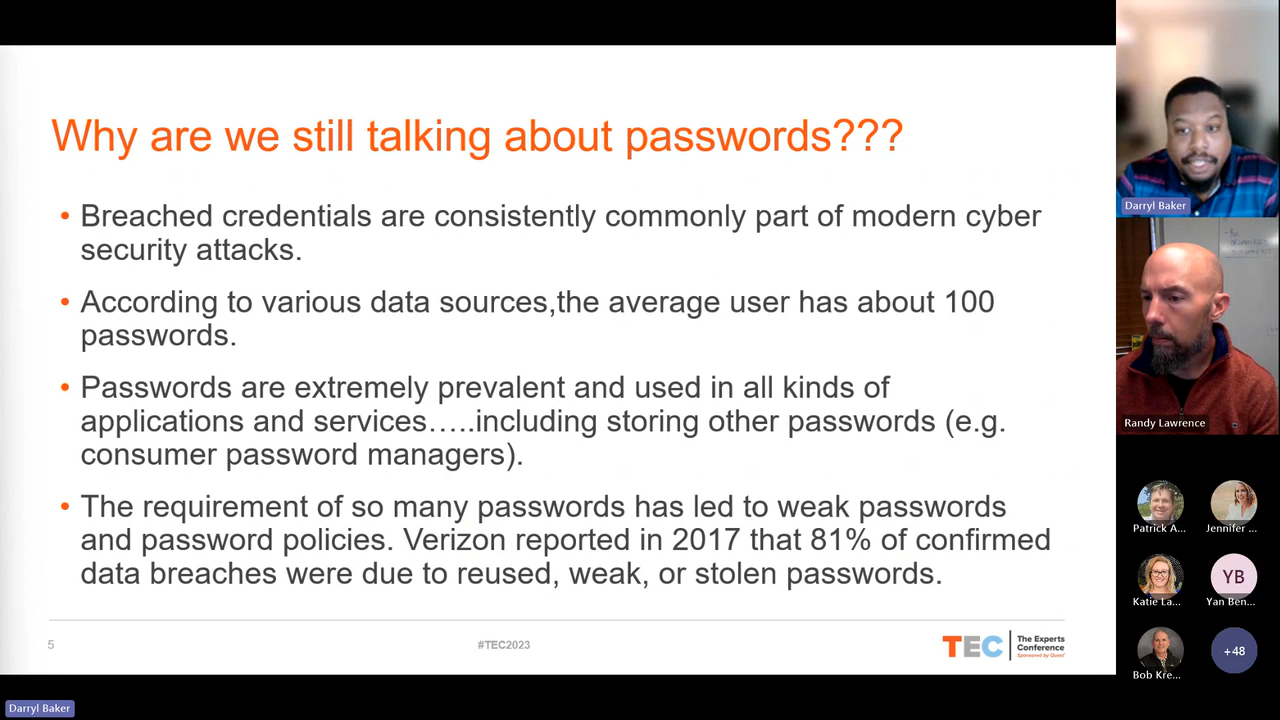 Why are we still talking about passwords???
• Breached credentials are consistently commonly part of modern cyber
security attacks.
• According to various data sources,the average user has about 100
passwords.
• Passwords are extremely prevalent and used in all kinds of
applications and services…..including storing other passwords (e.g.
consumer password managers).
• The requirement of so many passwords has led to weak passwords
and password policies. Verizon reported in 2017 that 81% of confirmed
data breaches were due to reused, weak, or stolen passwords.
5
#TEC2023
TEC
The Experts
Conference
Sponsored by Quest
Darryl Baker
Darryl Baker
Randy Lawrence
Patrick A...
Jennifer ...
Katie La...
YB
Yan Ben...
Bob Kre...
+48